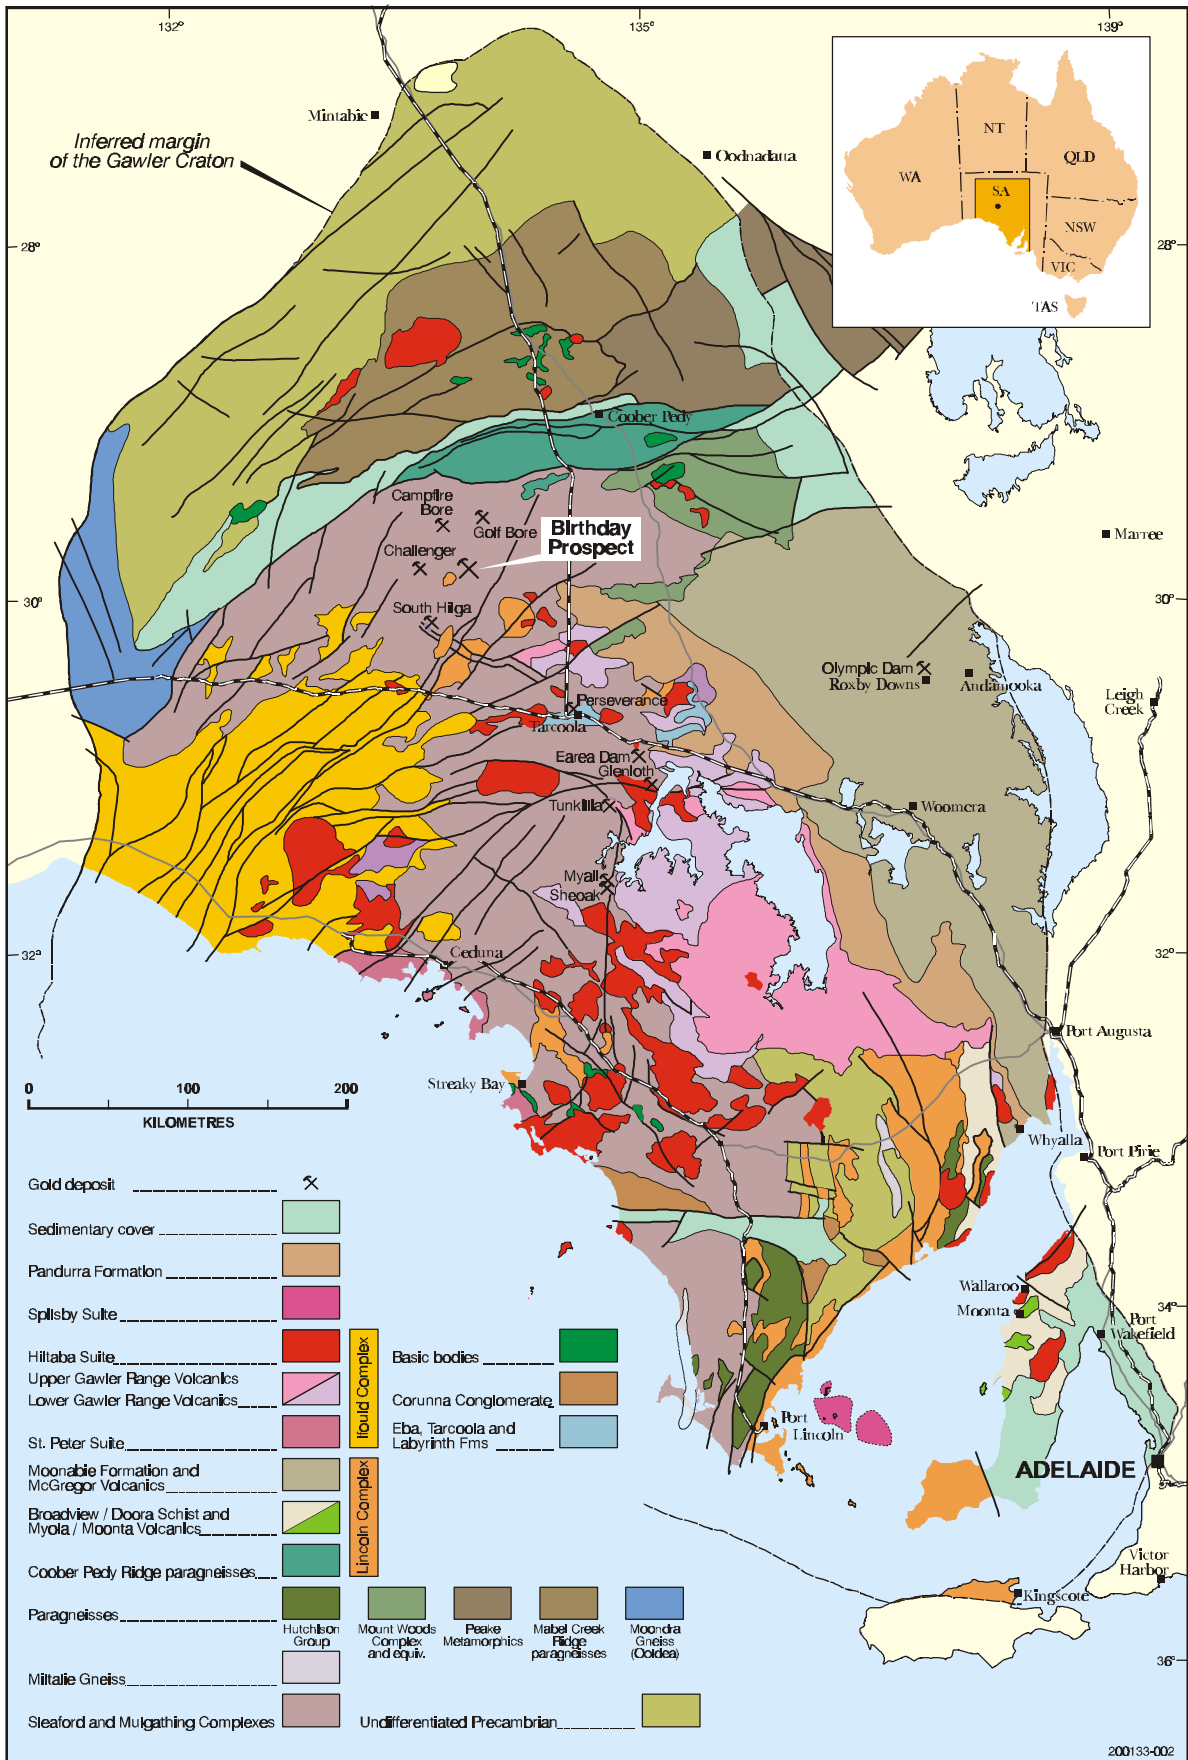 132°
135°
139°
Mintabie
Inferred margin
of the Gawler Craton
Oodnadatta
NT
QLD
WA
SA
NSW
VIC
TAS
28°
28°
Coober Pedy
Campfire
Bore
Golf Bore
Birthday
Prospect
Challenger
Marree
30°
30°
South Hilga
Olympic Dam
Roxby Downs
Andamooka
Leigh
Creek
Perseverance
Tarcoola
Earea Dam
Glenloth
Tunkillia
Woomera
Myall
Sheoak
32°
32°
Ceduna
Port Augusta
Streaky Bay
Whyalla
Port Pirie
0 100 200
KILOMETRES
Wallaroo
Moonta
34°
Port
Wakefield
Port
Lincoln
ADELAIDE
35°
Victor
Harbor
Kingscote
36°
Gold deposit
Sedimentary cover
Pandurra Formation
Spilsby Suite
Hiltaba Suite
Upper Gawler Range Volcanics
Lower Gawler Range Volcanics
St. Peter Suite
Ifould Complex
Basic bodies
Corunna Conglomerate
Eba, Tarcoola and
Labyrinth Fms
Moonabie Formation and
McGregor Volcanics
Broadview / Doora Schist and
Myola / Moonta Volcanics
Coober Pedy Ridge paragneisses
Lincoln Complex
Paragneisses
Hutchison
Group
Mount Woods
Complex
and equiv.
Peake
Metamorphics
Mabel Creek
Ridge
paragneisses
Moondra
Gneiss
(Ooldea)
Miltalie Gneiss
Sleaford and Mulgathing Complexes
Undifferentiated Precambrian
200133-002